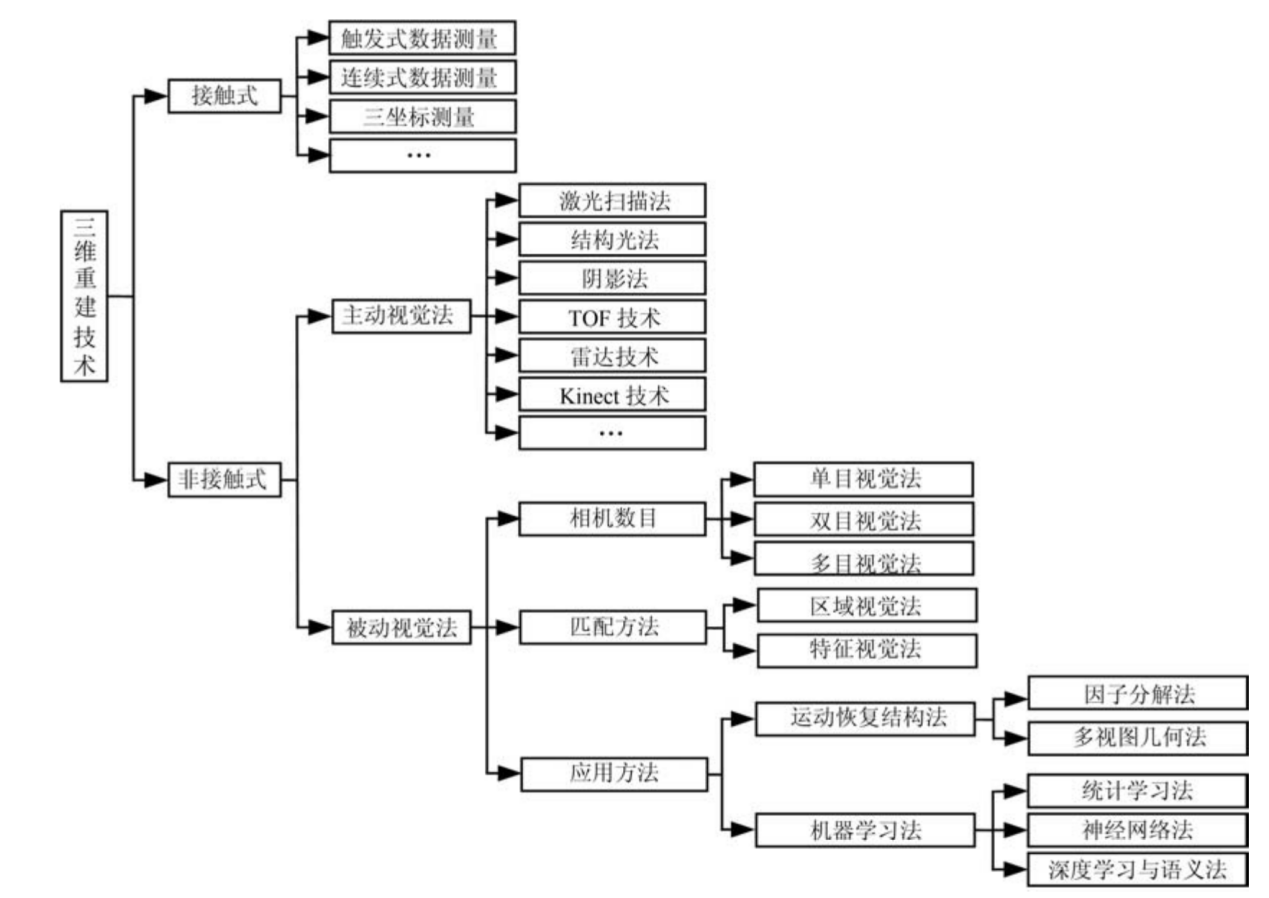 三维重建技术
接触式
触发式数据测量
连续式数据测量
三坐标测量
…
非接触式
主动视觉法
激光扫描法
结构光法
阴影法
TOF 技术
雷达技术
Kinect 技术
…
被动视觉法
相机数目
单目视觉法
双目视觉法
多目视觉法
匹配方法
区域视觉法
特征视觉法
应用方法
运动恢复结构法
因子分解法
多视图几何法
机器学习法
统计学习法
神经网络法
深度学习与语义法